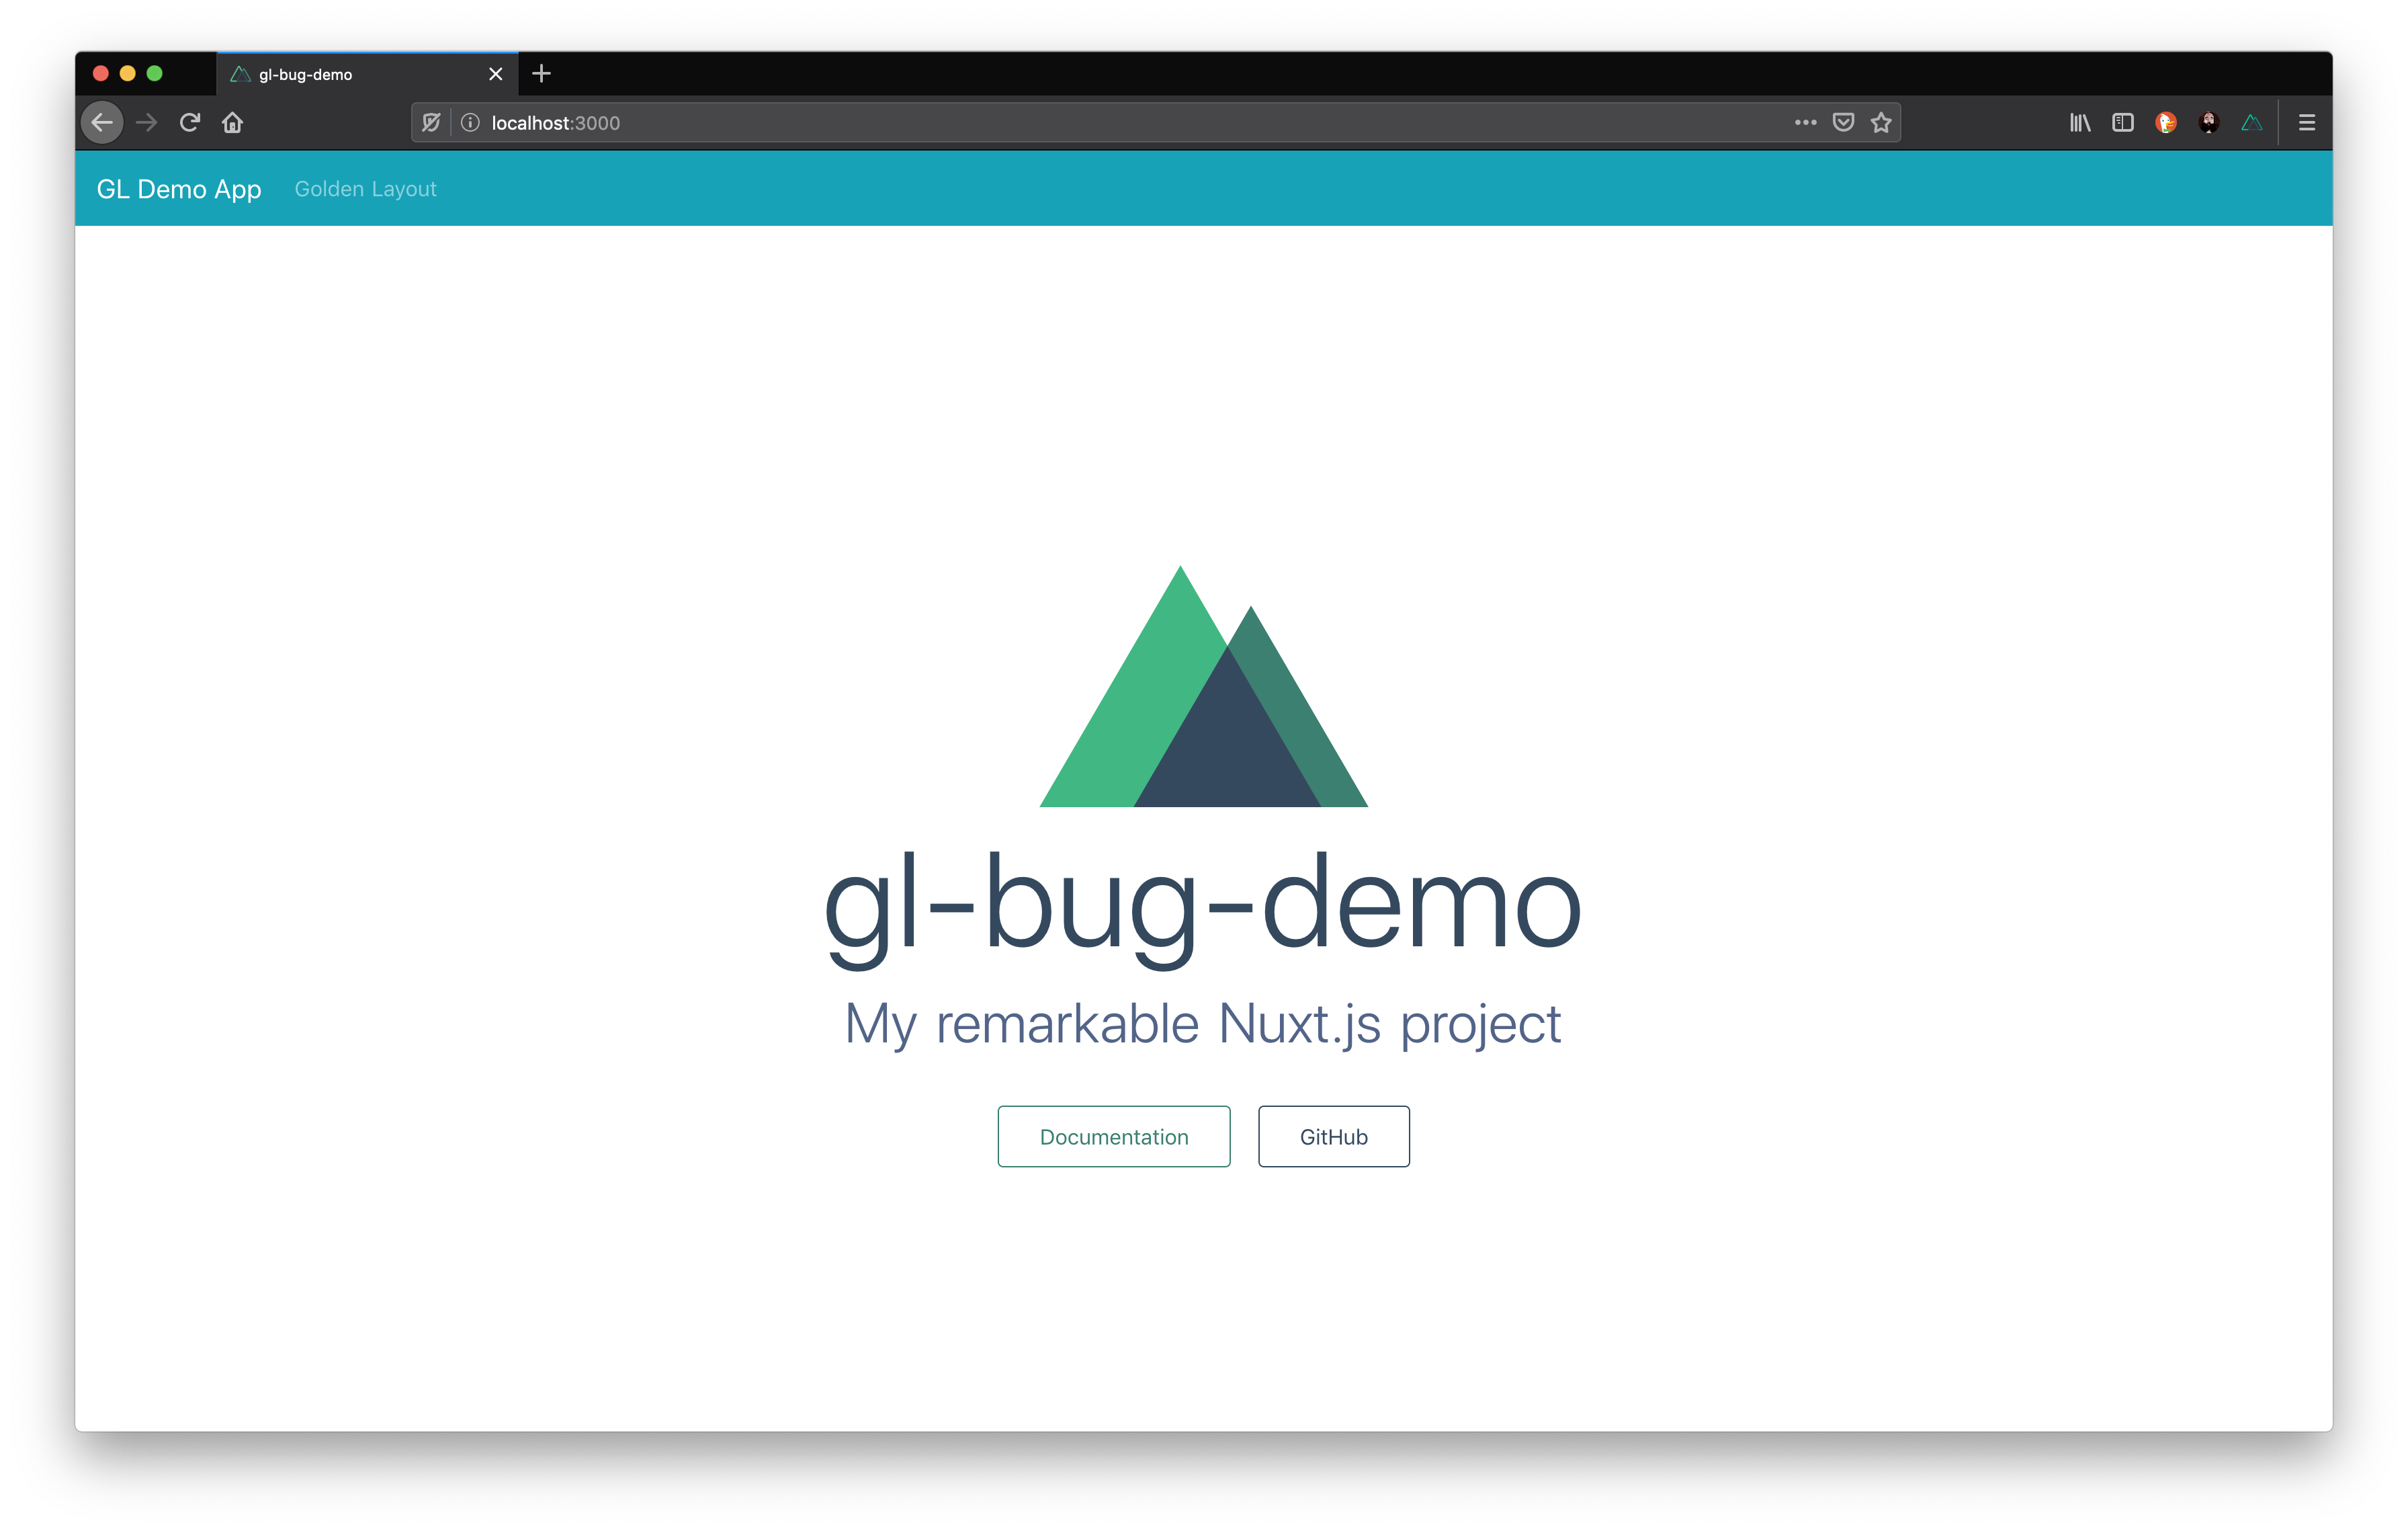 gl-bug-demo
localhost:3000
GL Demo App Golden Layout
gl-bug-demo
My remarkable Nuxt.js project
Documentation GitHub